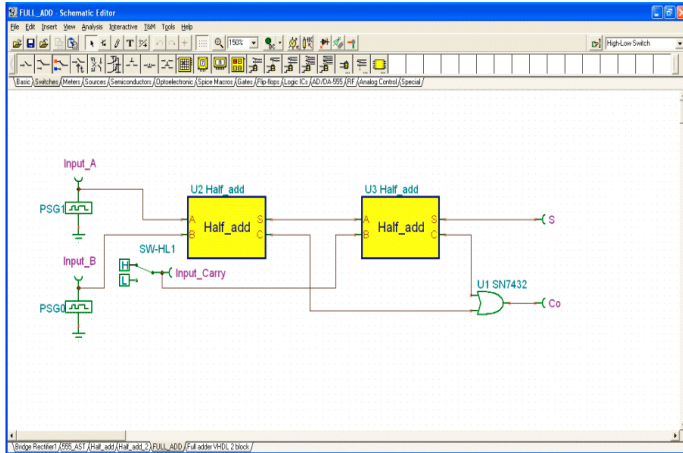 FULL_ADD - Schematic Editor
File Edit Insert View Analysis Interactive T&M Tools Help
150% High-Low Switch
Basic Switches Meters Sources Semiconductors Optoelectronic Spice Macros Gates Flip-flops Logic ICs AD/DA-555 RF Analog Control Special
Input_A
U2 Half_add U3 Half_add
PSG1
A S A S S
Half_add Half_add
B C B C
SW-HL1
Input_B H Input_Carry
L
U1 SN7432
PSG0 Co
Bridge Rectifier1 555_AST Half_add Half_add_2 FULL_ADD Full adder VHDL 2 block